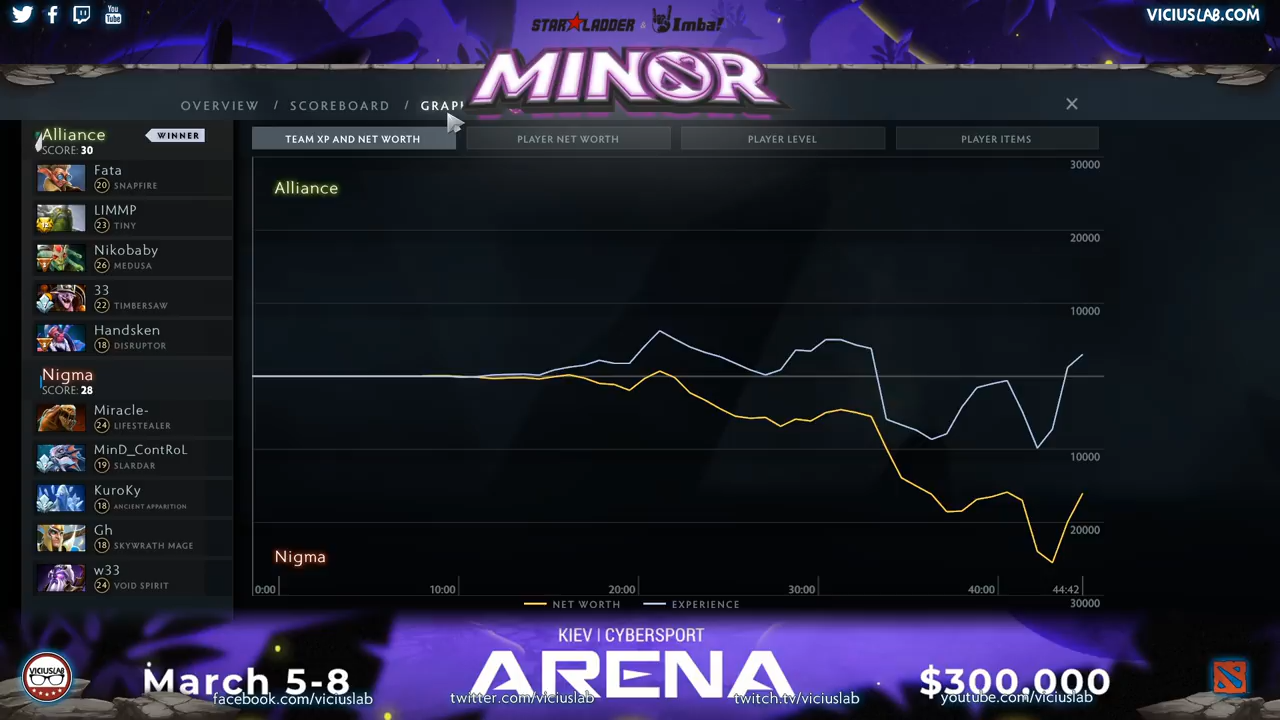 You
Tube
STAR LADDER & Imba!
VICIUSLAB.COM
MINOR
OVERVIEW / SCOREBOARD / GRAP
TEAM XP AND NET WORTH
PLAYER NET WORTH
PLAYER LEVEL
PLAYER ITEMS
Alliance
WINNER
SCORE: 30
Fata
20 SNAPFIRE
LIMMP
23 TINY
Nikobaby
26 MEDUSA
33
22 TIMBERSAW
Handsken
18 DISRUPTOR
Nigma
SCORE: 28
Miracle-
24 LIFESTEALER
MinD_ContRoL
19 SLARDAR
KuroKy
18 ANCIENT APPARITION
Gh
18 SKYWRATH MAGE
w33
24 VOID SPIRIT
Alliance
30000
20000
10000
10000
20000
Nigma
0:00
10:00
20:00
30:00
40:00
44:42
30000
NET WORTH
EXPERIENCE
KIEV | CYBERSPORT
ARENA
VICIUSLAB
March 5-8
$300,000
facebook.com/viciuslab
twitter.com/viciuslab
twitch.tv/viciuslab
youtube.com/viciuslab